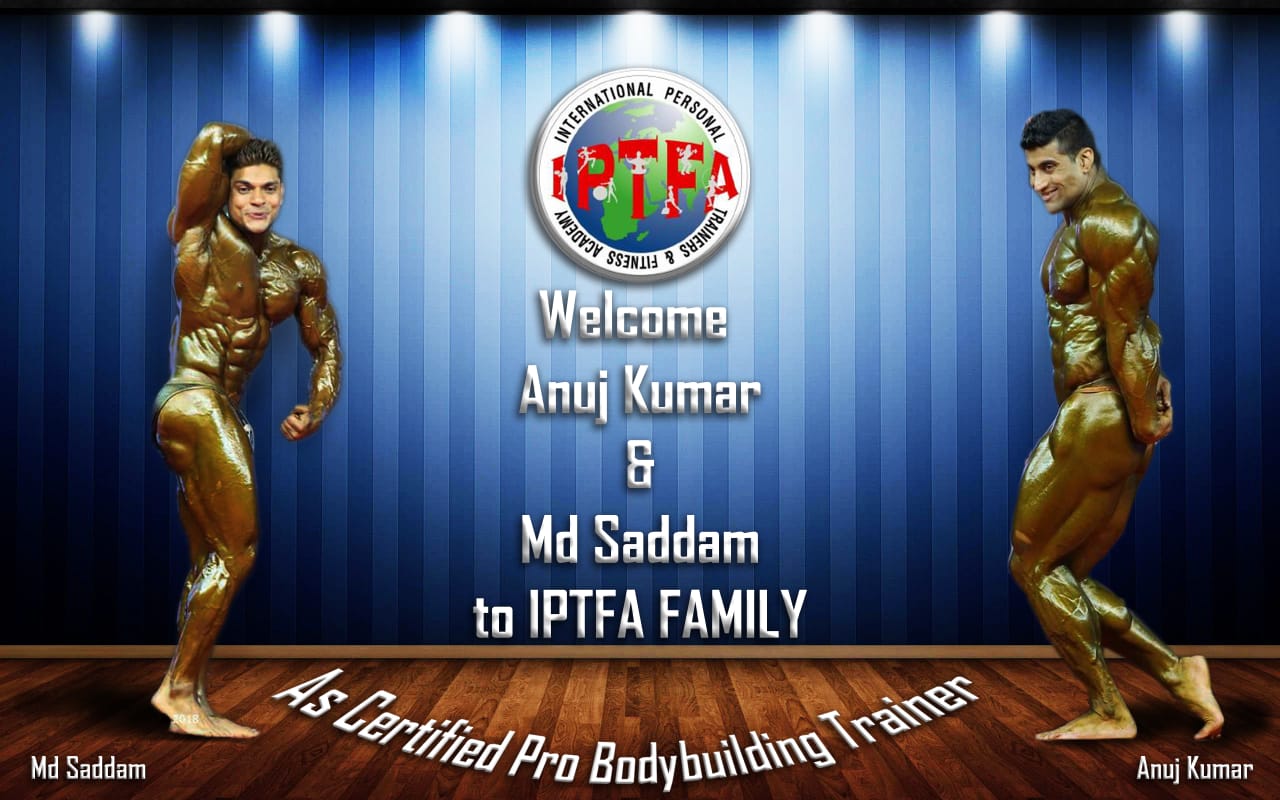 INTERNATIONAL PERSONAL
IPTFA
TRAINERS & FITNESS ACADEMY
Welcome
Anuj Kumar
&
Md Saddam
to IPTFA FAMILY
As Certified Pro Bodybuilding Trainer
2018
Md Saddam
Anuj Kumar